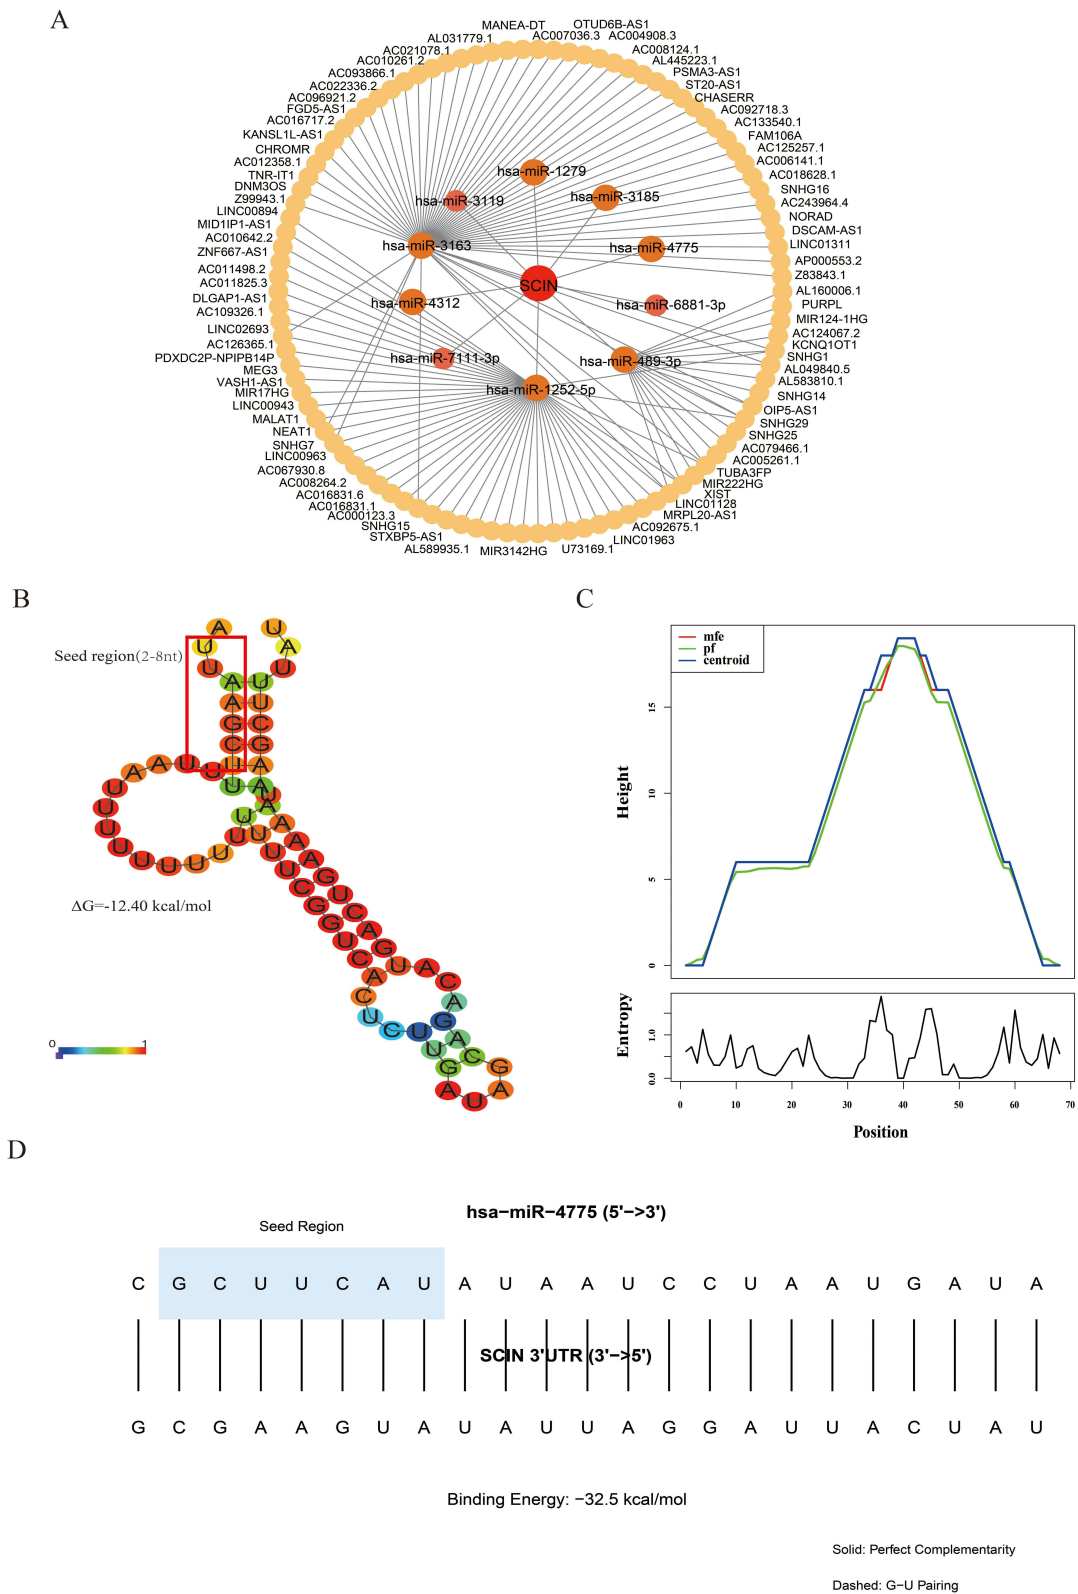 A
MANEA-DT
OTUD6B-AS1
AL031779.1
AC007036.3
AC004908.3
AC021078.1
AC008124.1
AC010261.2
AL445223.1
AC093866.1
PSMA3-AS1
AC022336.2
ST20-AS1
AC096921.2
CHASERR
FGD5-AS1
AC092718.3
AC016717.2
AC133540.1
KANSL1L-AS1
FAM106A
CHROMR
AC125257.1
AC012358.1
AC006141.1
TNR-IT1
AC018628.1
DNM3OS
SNHG16
Z99943.1
AC243964.4
LINC00894
NORAD
MID1IP1-AS1
DSCAM-AS1
AC010642.2
LINC01311
ZNF667-AS1
AP000553.2
AC011498.2
Z83843.1
AC011825.3
AL160006.1
DLGAP1-AS1
PURPL
AC109326.1
MIR124-1HG
LINC02693
AC124067.2
AC126365.1
KCNQ1OT1
PDXDC2P-NPIPB14P
SNHG1
MEG3
AL049840.5
VASH1-AS1
AL583810.1
MIR17HG
SNHG14
LINC00943
OIP5-AS1
MALAT1
SNHG29
NEAT1
SNHG25
SNHG7
AC079466.1
LINC00963
AC005261.1
AC067930.8
TUBA3FP
AC008264.2
MIR222HG
AC016831.6
XIST
AC016831.1
LINC01128
AC000123.3
MRPL20-AS1
SNHG15
AC092675.1
STXBP5-AS1
LINC01963
AL589935.1
MIR3142HG
U73169.1
hsa-miR-1279
hsa-miR-3119
hsa-miR-3185
hsa-miR-3163
hsa-miR-4775
SCIN
hsa-miR-4312
hsa-miR-6881-3p
hsa-miR-7111-3p
hsa-miR-489-3p
hsa-miR-1252-5p
B
Seed region(2-8nt)
A
U
U
A
A
G
C
U
U
U
U
A
A
U
U
U
U
U
U
U
U
U
U
U
U
U
C
G
G
U
C
A
C
U
C
U
U
G
A
U
A
G
C
A
G
A
C
A
U
G
A
C
U
G
A
A
A
A
U
A
A
G
C
U
U
U
A
U
ΔG=-12.40 kcal/mol
0
1
C
mfe
pf
centroid
Height
15
10
5
0
Entropy
1.0
0.0
0 10 20 30 40 50 60 70
Position
D
hsa−miR−4775 (5'−>3')
Seed Region
C G C U U C A U A U A A U C C U A A U G A U A
SCIN 3'UTR (3'−>5')
G C G A A G U A U A U U A G G A U U A C U A U
Binding Energy: −32.5 kcal/mol
Solid: Perfect Complementarity
Dashed: G−U Pairing